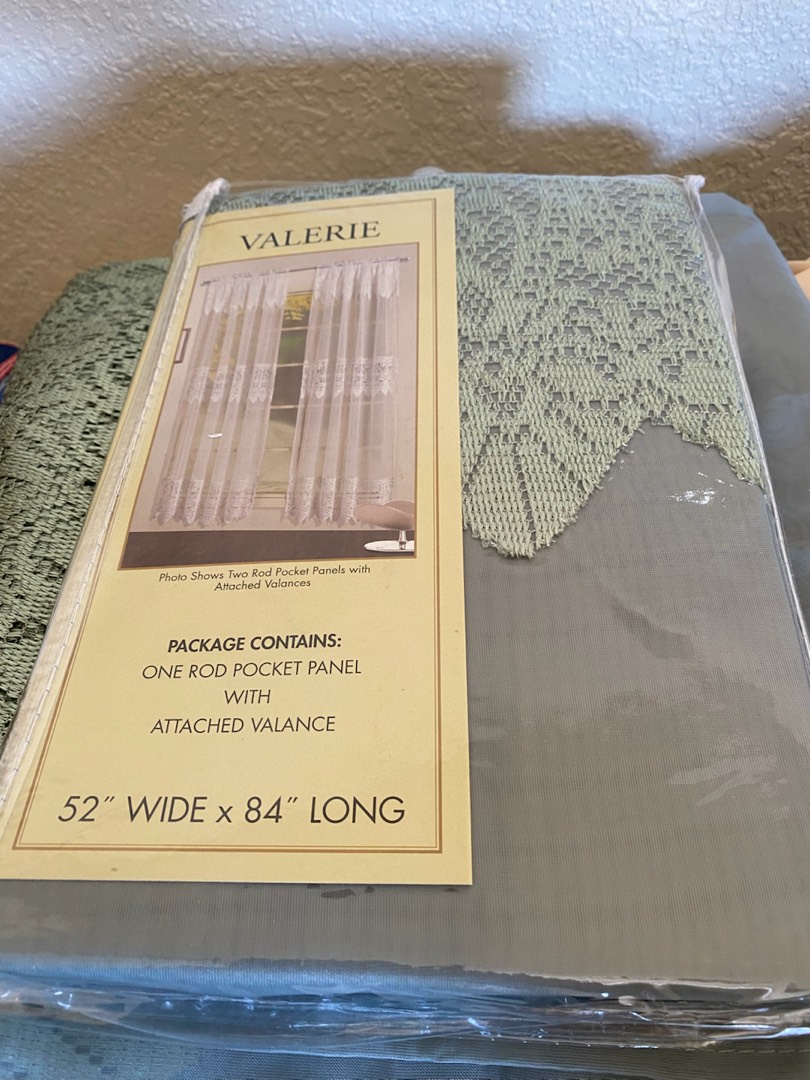 VALERIE
Photo Shows Two Rod Pocket Panels with
Attached Valances
PACKAGE CONTAINS:
ONE ROD POCKET PANEL
WITH
ATTACHED VALANCE
52" WIDE x 84" LONG